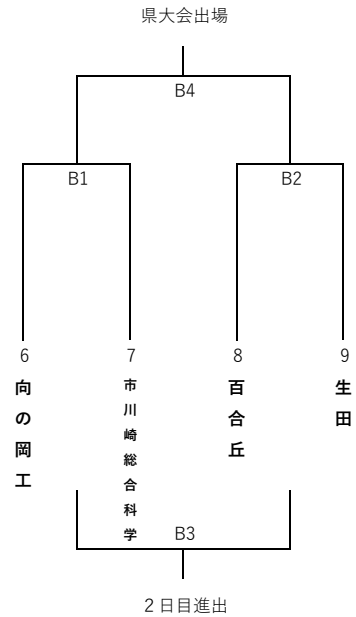 県大会出場
B4
B1
B2
6
7
8
9
向の岡工
市川崎総合科学
百合丘
生田
B3
２日目進出